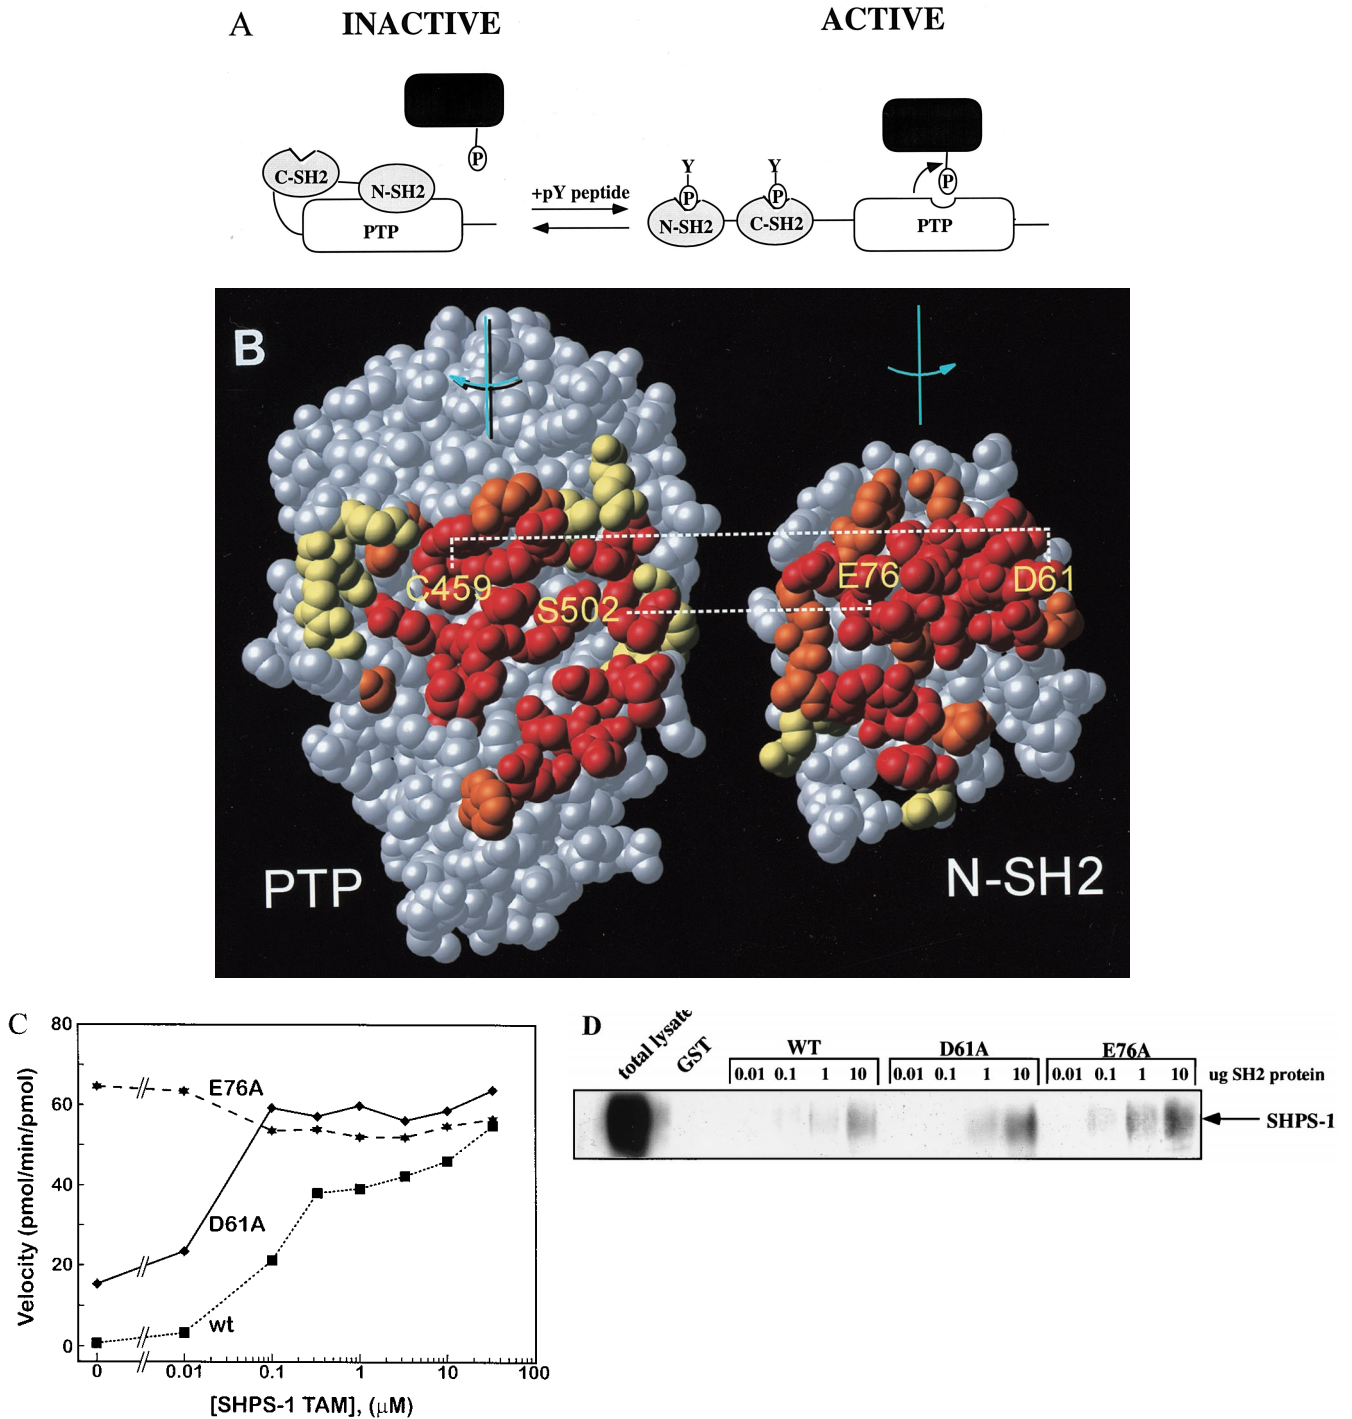 A
INACTIVE
ACTIVE
P
C-SH2
N-SH2
PTP
+pY peptide
Y
Y
P
P
P
N-SH2
C-SH2
PTP
B
C459
S502
E76
D61
PTP
N-SH2
C
80
60
40
20
0
Velocity (pmol/min/pmol)
E76A
D61A
wt
0
0.01
0.1
1
10
100
[SHPS-1 TAM], (μM)
D
total lysate
GST
WT
D61A
E76A
0.01 0.1 1 10 0.01 0.1 1 10 0.01 0.1 1 10 ug SH2 protein
SHPS-1